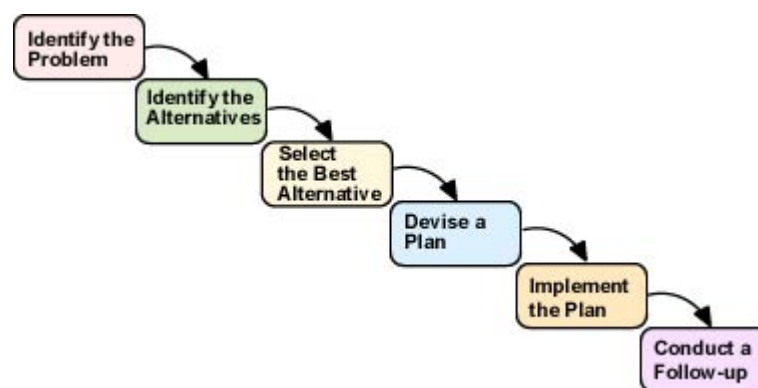 Identify the
Problem
Identify the
Alternatives
Select
the Best
Alternative
Devise a
Plan
Implement
the Plan
Conduct a
Follow-up